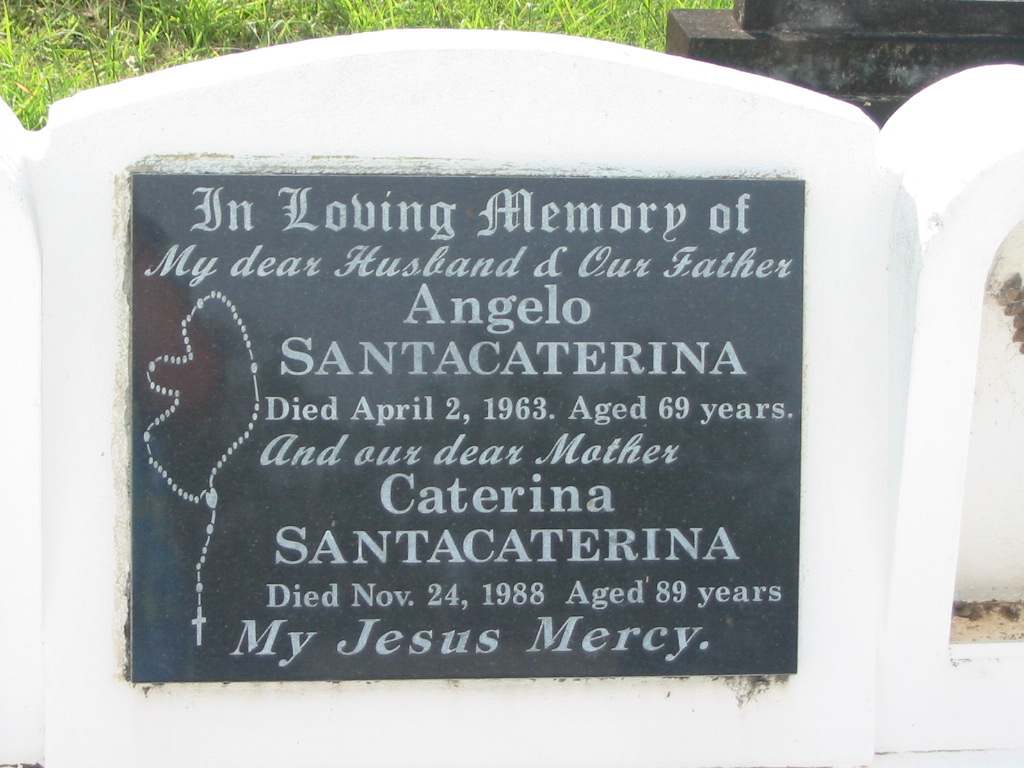 In Loving Memory of
My dear Husband & Our Father
Angelo
SANTACATERINA
Died April 2, 1963. Aged 69 years.
And our dear Mother
Caterina
SANTACATERINA
Died Nov. 24, 1988 Aged 89 years
My Jesus Mercy.